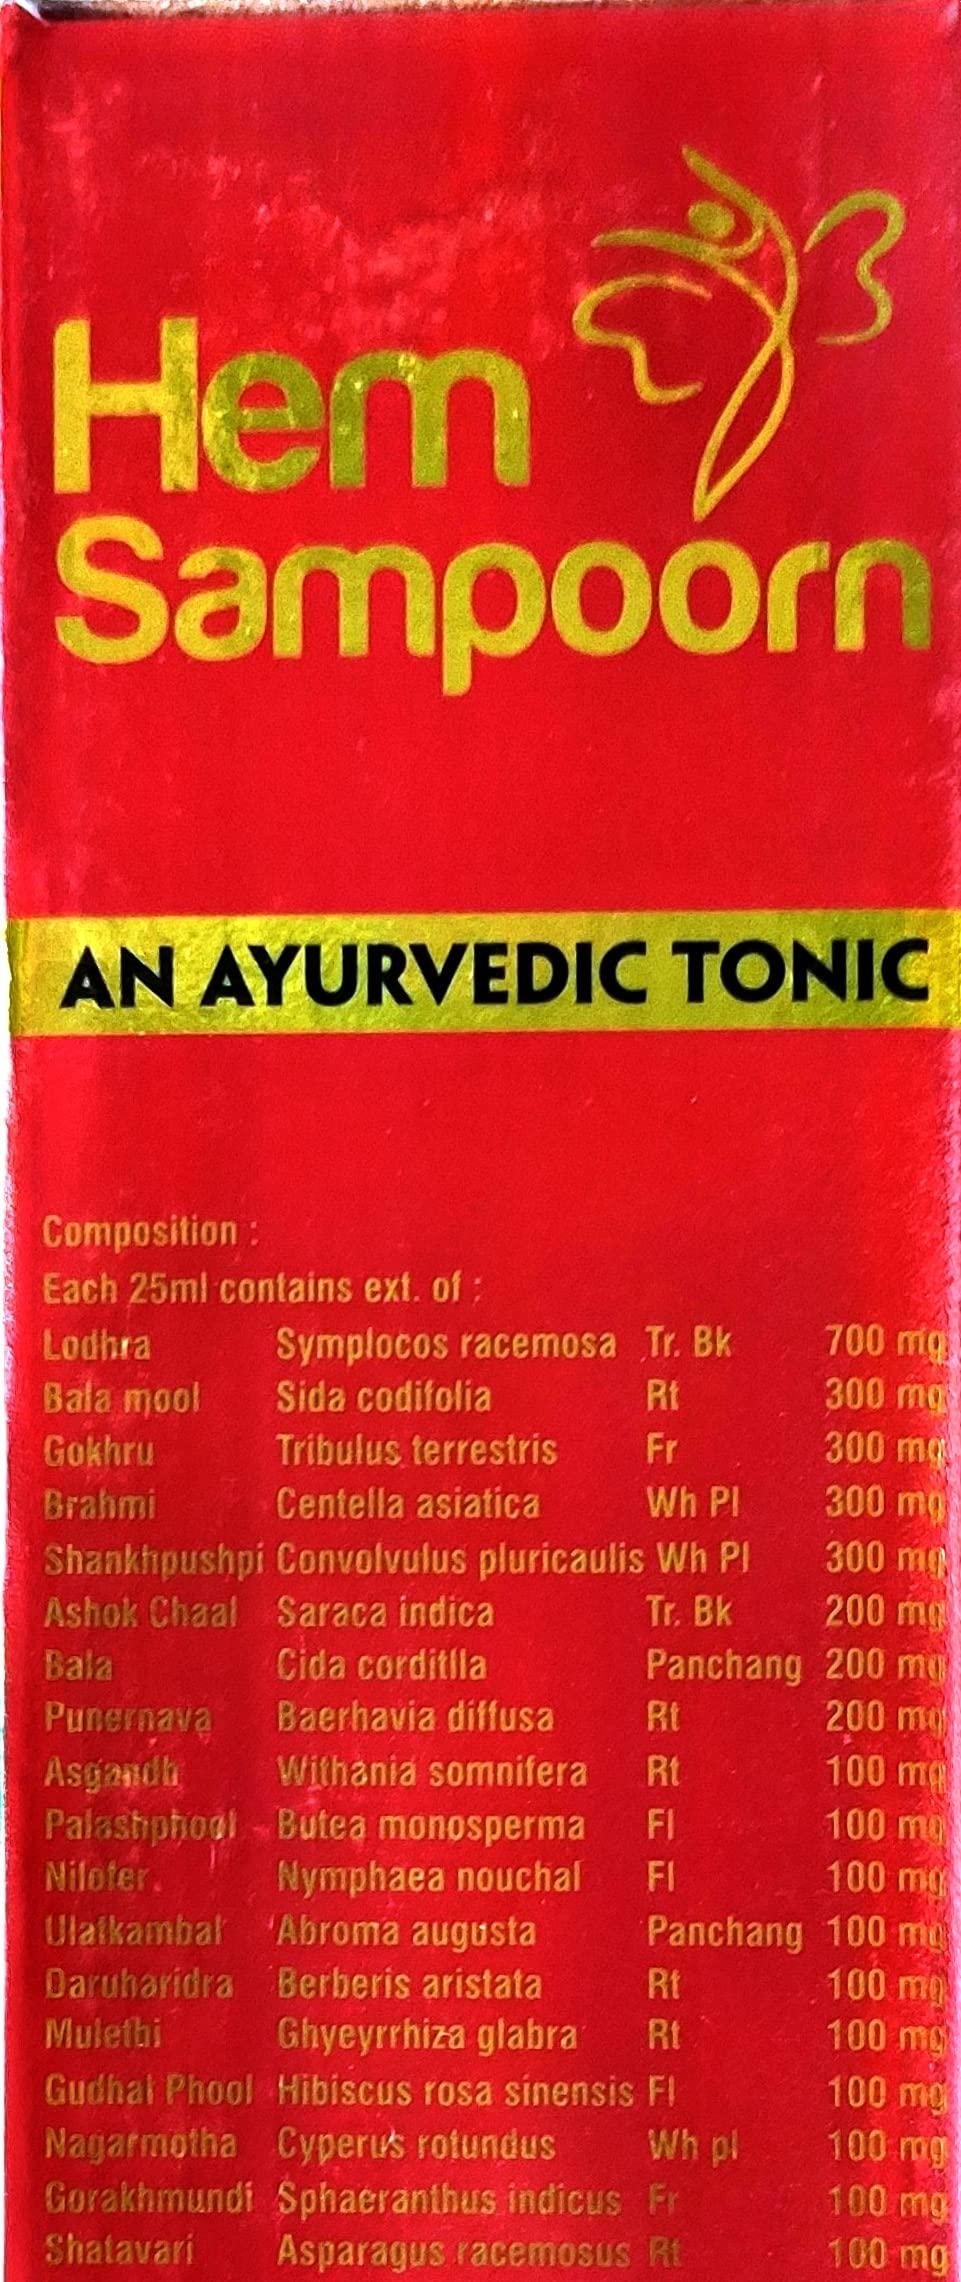 Hem
Sampoorn
AN AYURVEDIC TONIC
Composition :
Each 25ml contains ext. of :
Lodhra Symplocos racemosa Tr. Bk 700 mg
Bala mool Sida codifolia Rt 300 mg
Gokhru Tribulus terrestris Fr 300 mg
Brahmi Centella asiatica Wh Pl 300 mg
Shankhpushpi Convolvulus pluricaulis Wh Pl 300 mg
Ashok Chaal Saraca indica Tr. Bk 200 mg
Bala Cida corditlla Panchang 200 mg
Punernava Baerhavia diffusa Rt 200 mg
Asgandh Withania somnifera Rt 100 mg
Palashphool Butea monosperma Fl 100 mg
Nilofer Nymphaea nouchal Fl 100 mg
Ulatkambal Abroma augusta Panchang 100 mg
Daruharidra Berberis aristata Rt 100 mg
Mulethi Ghyeyrrhiza glabra Rt 100 mg
Gudhal Phool Hibiscus rosa sinensis Fl 100 mg
Nagarmotha Cyperus rotundus Wh pl 100 mg
Gorakhmundi Sphaeranthus indicus Fr 100 mg
Shatavari Asparagus racemosus Rt 100 mg